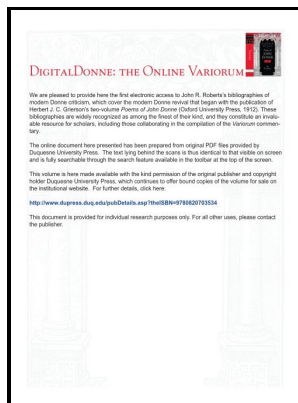 DIGITALDONNE: THE ONLINE VARIORUM
We are pleased to provide here the first electronic access to John R. Roberts's bibliographies of
modern Donne criticism, which cover the modern Donne revival that began with the publication of
Herbert J. C. Grierson's two-volume Poems of John Donne (Oxford University Press, 1912). These
bibliographies are widely recognized as among the finest of their kind, and they constitute an invalu-
able resource for scholars, including those collaborating in the compilation of the Variorum commen-
tary.
The online document here presented has been prepared from original PDF files provided by
Duquesne University Press. The text lying behind the scans is thus identical to that visible on screen
and is fully searchable through the search feature available in the toolbar at the top of the screen.
This volume is here made available with the kind permission of the original publisher and copyright
holder Duquesne University Press, which continues to offer bound copies of the volume for sale on
the institutional website. For further details, click here:
http://www.dupress.duq.edu/pubDetails.asp?theISBN=9780820703534
This document is provided for individual research purposes only. For all other uses, please contact
the publisher.